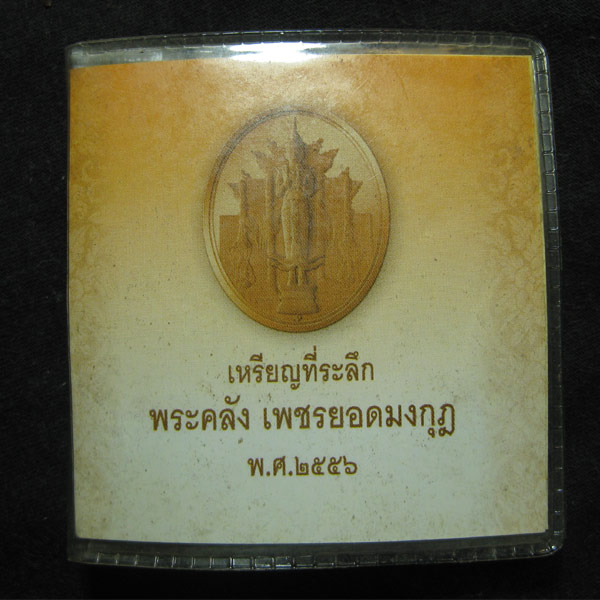 เหรียญที่ระลึก
พระคลัง เพชรยอดมงกุฎ
พ.ศ.๒๕๕๖